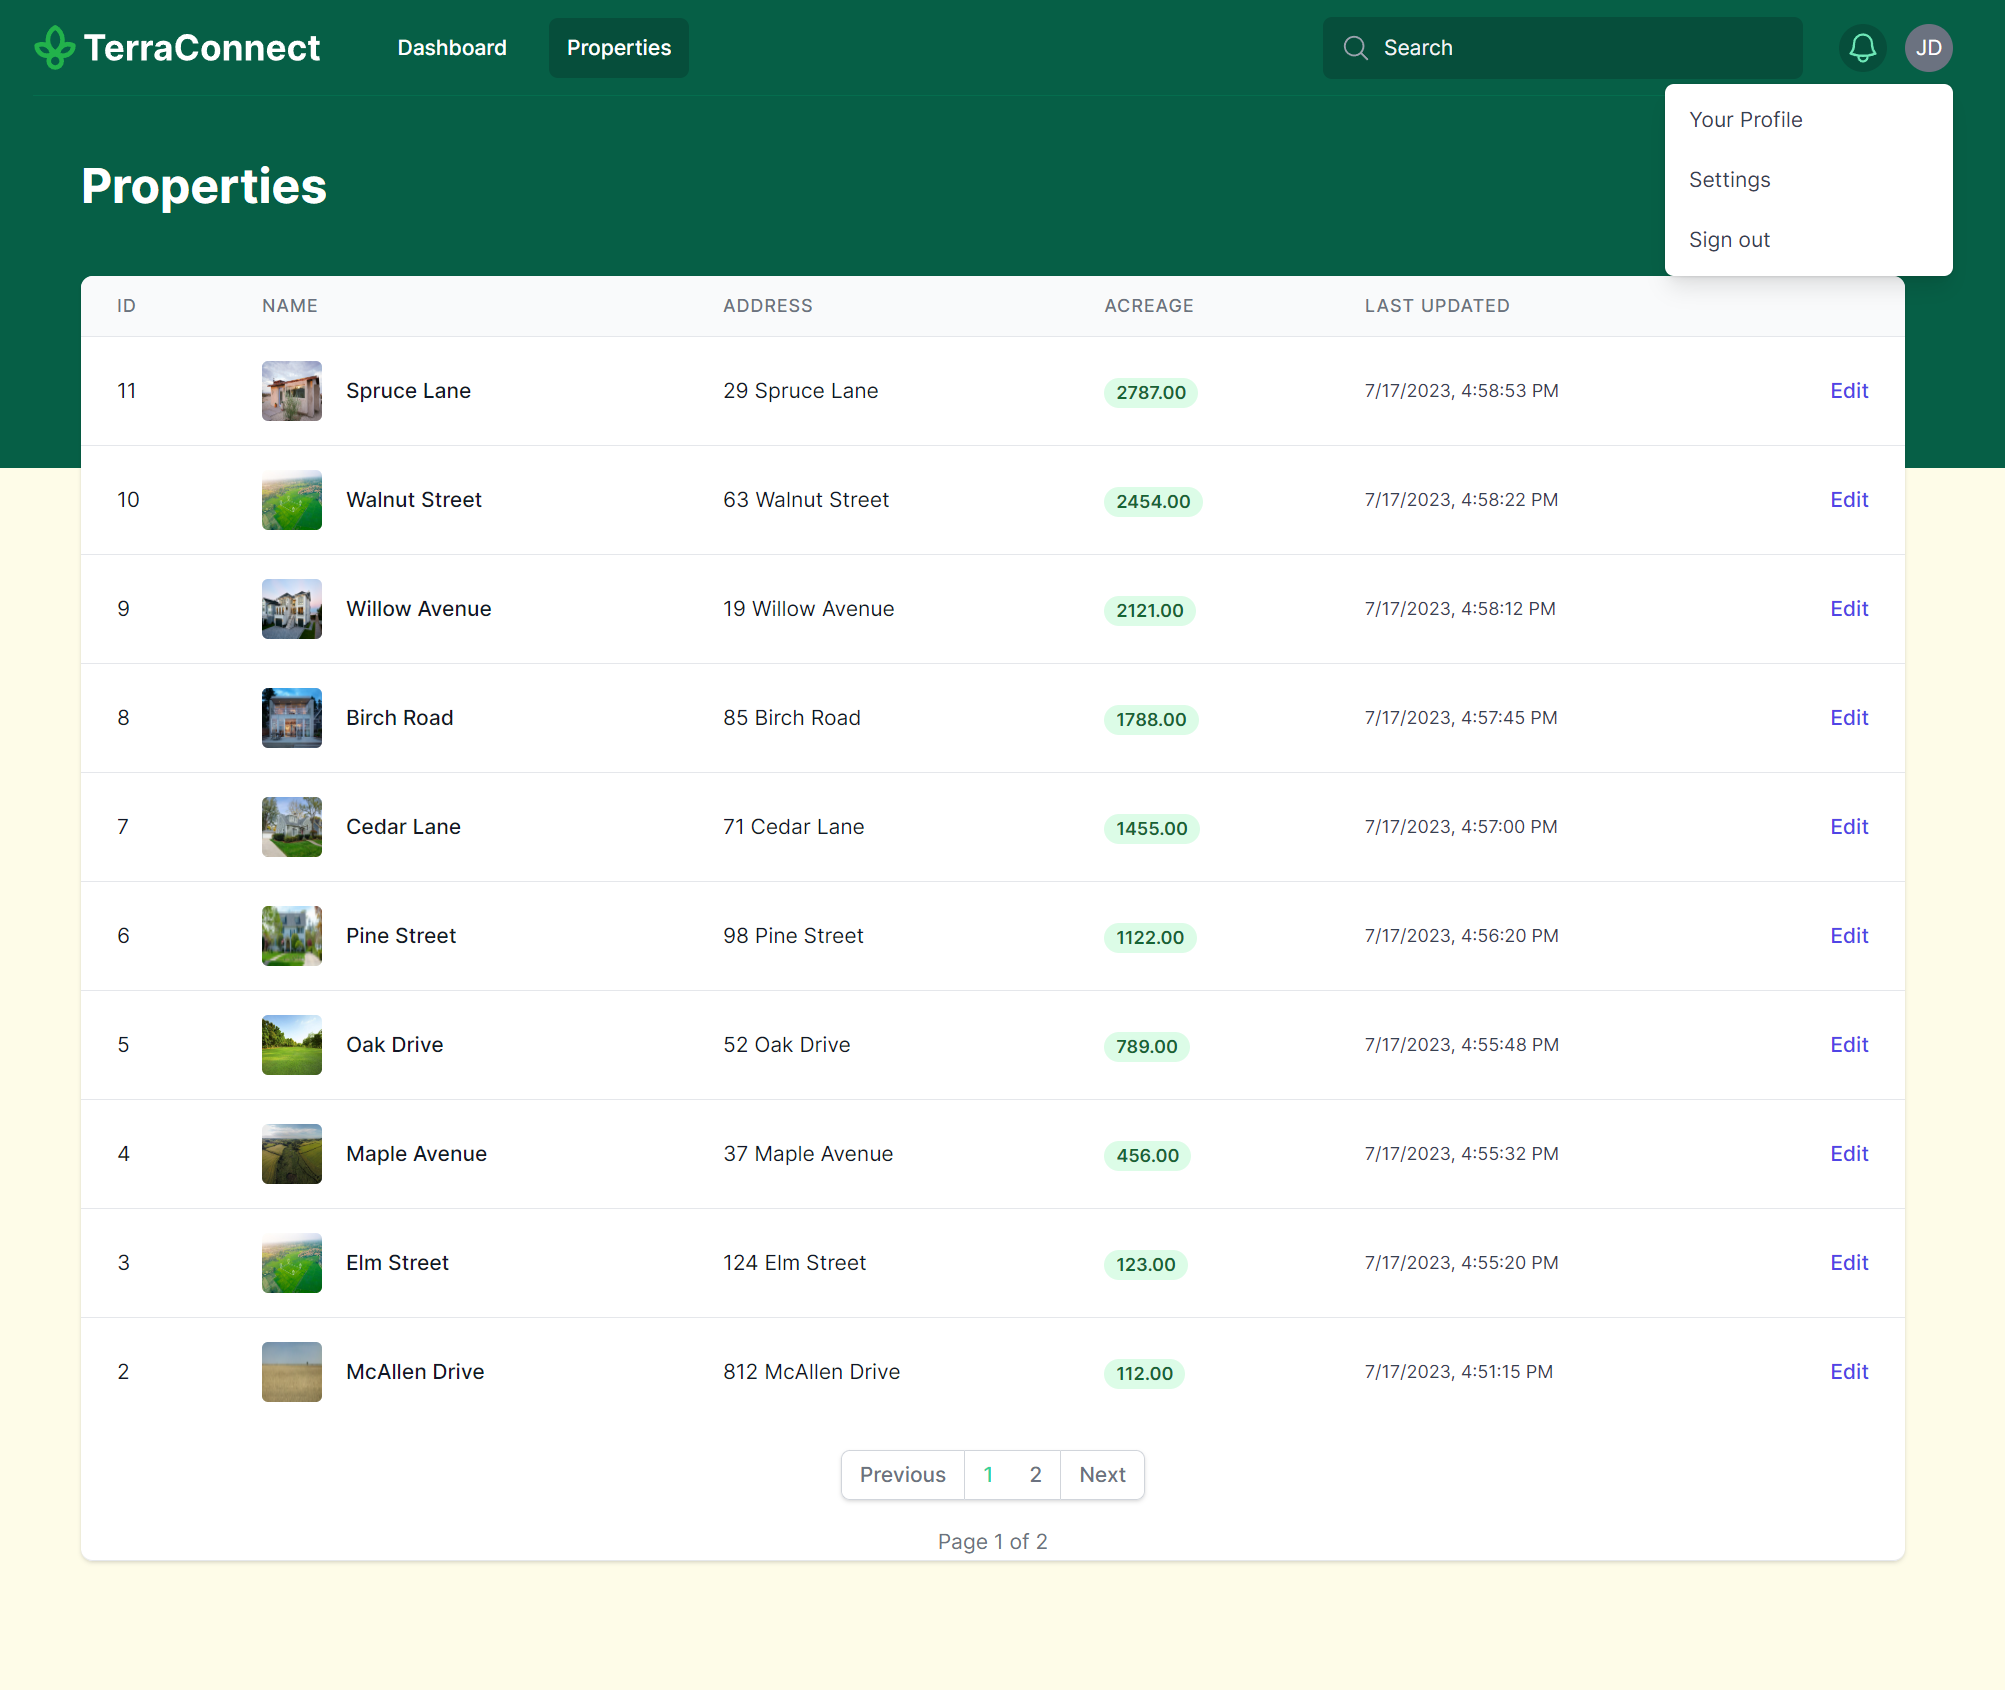 TerraConnect Dashboard Properties Search JD
Your Profile
Settings
Sign out
Properties
ID NAME ADDRESS ACREAGE LAST UPDATED
11 Spruce Lane 29 Spruce Lane 2787.00 7/17/2023, 4:58:53 PM Edit
10 Walnut Street 63 Walnut Street 2454.00 7/17/2023, 4:58:22 PM Edit
9 Willow Avenue 19 Willow Avenue 2121.00 7/17/2023, 4:58:12 PM Edit
8 Birch Road 85 Birch Road 1788.00 7/17/2023, 4:57:45 PM Edit
7 Cedar Lane 71 Cedar Lane 1455.00 7/17/2023, 4:57:00 PM Edit
6 Pine Street 98 Pine Street 1122.00 7/17/2023, 4:56:20 PM Edit
5 Oak Drive 52 Oak Drive 789.00 7/17/2023, 4:55:48 PM Edit
4 Maple Avenue 37 Maple Avenue 456.00 7/17/2023, 4:55:32 PM Edit
3 Elm Street 124 Elm Street 123.00 7/17/2023, 4:55:20 PM Edit
2 McAllen Drive 812 McAllen Drive 112.00 7/17/2023, 4:51:15 PM Edit
Previous 1 2 Next
Page 1 of 2